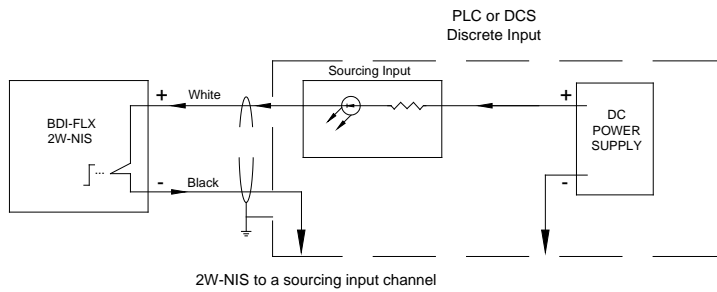 PLC or DCS
Discrete Input
Sourcing Input
+
White
+
BDI-FLX
2W-NIS
DC
POWER
SUPPLY
-
Black
-
2W-NIS to a sourcing input channel